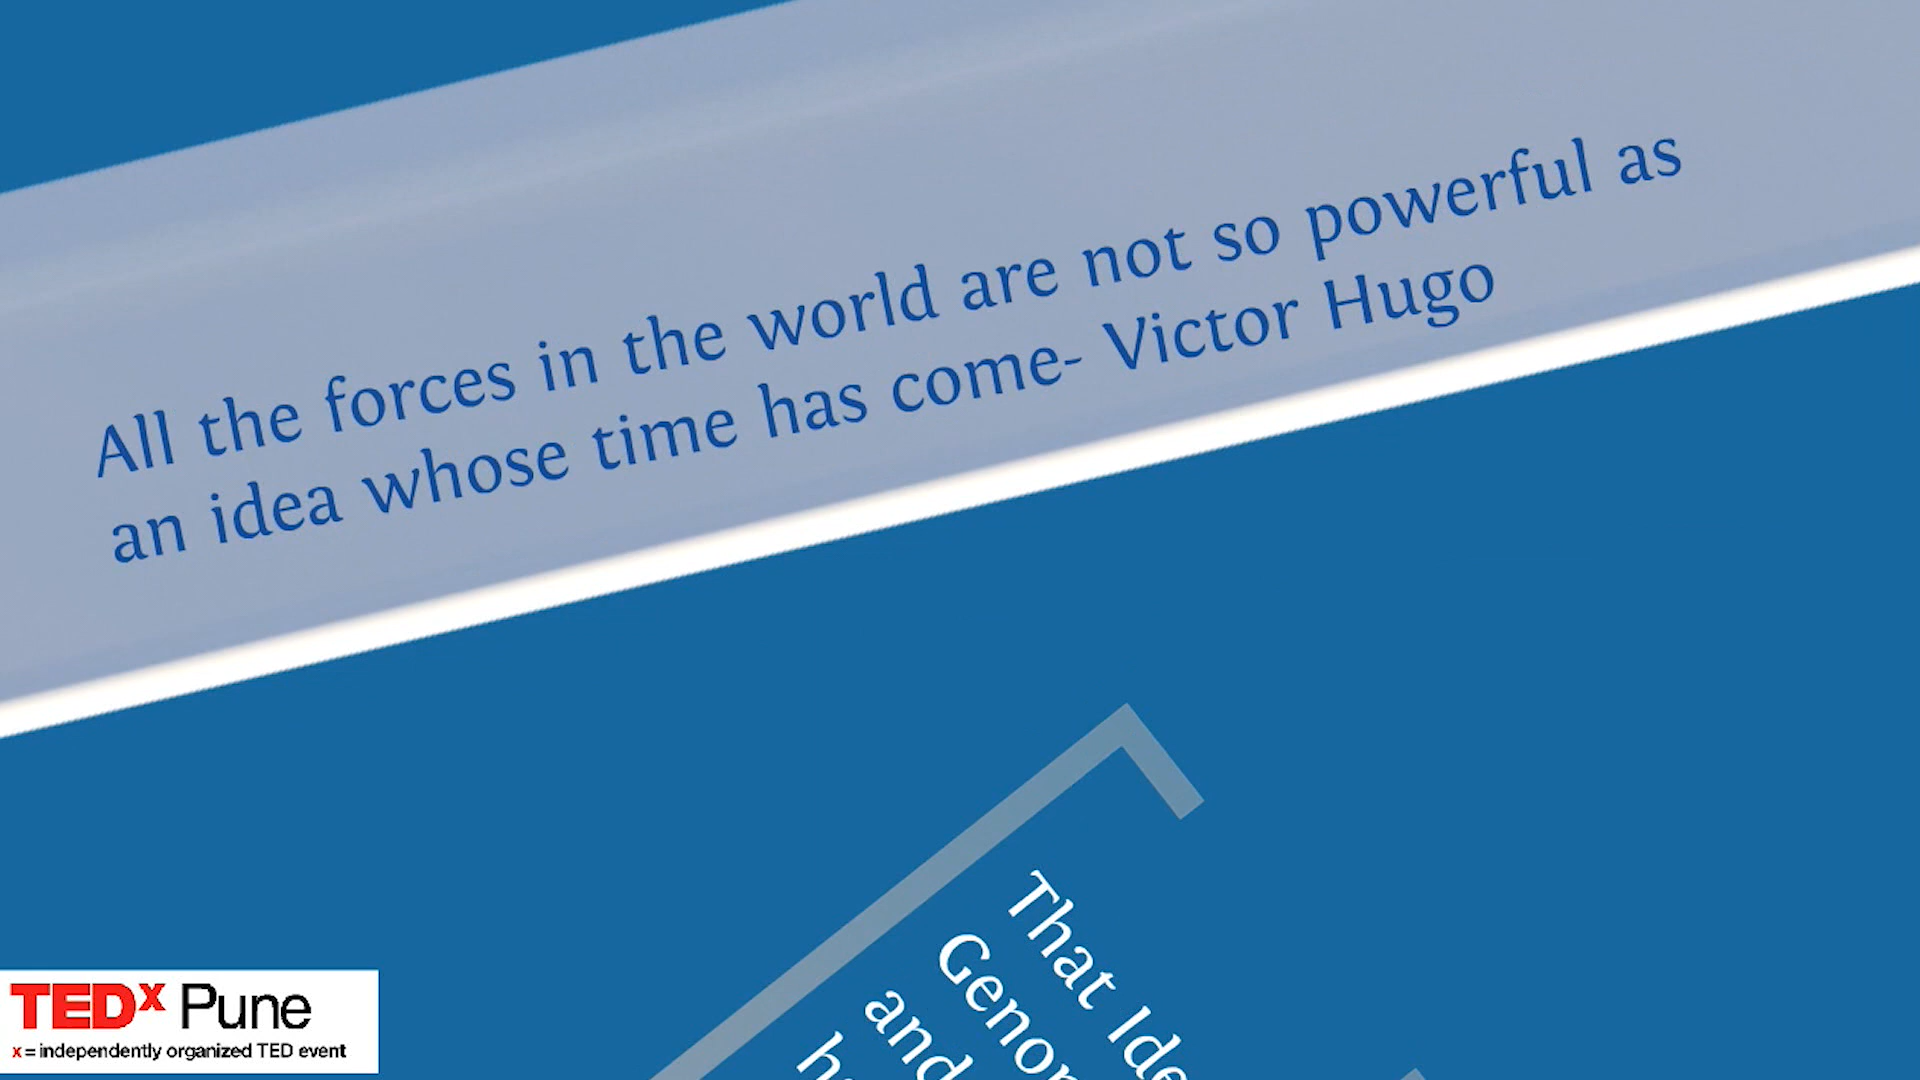 All the forces in the world are not so powerful as
an idea whose time has come- Victor Hugo
That
and
TEDx Pune
x = independently organized TED event